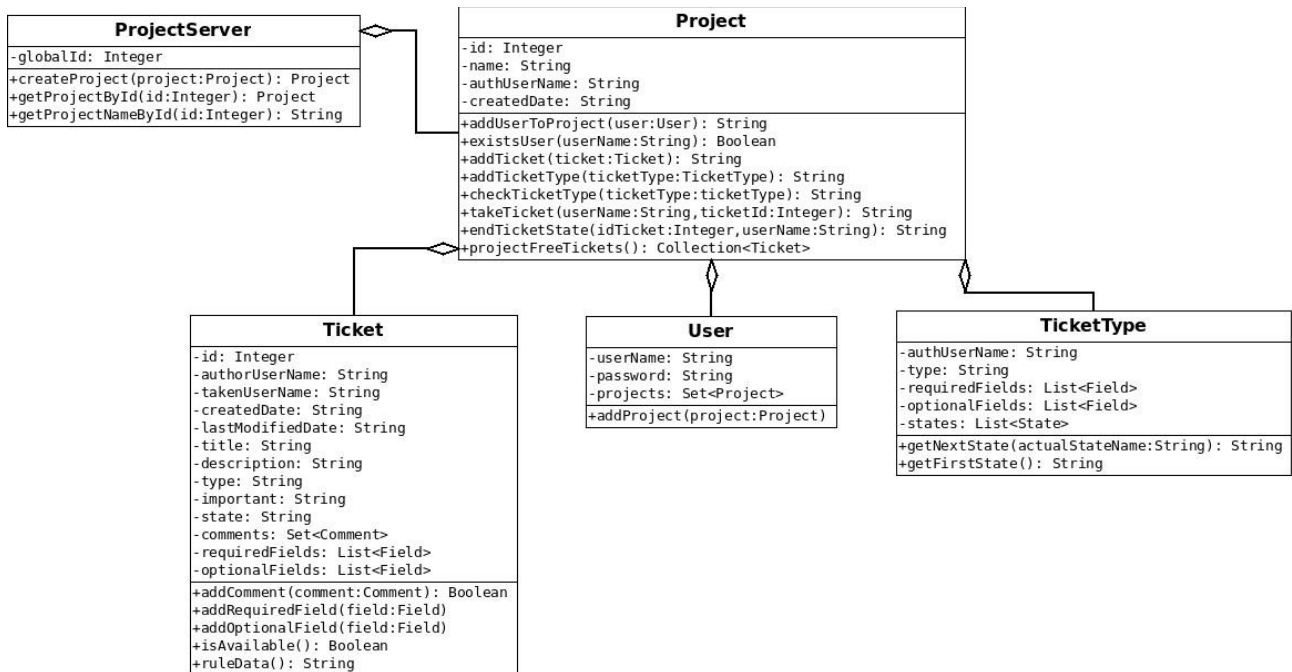 ProjectServer
-globalId: Integer
+createProject(project:Project): Project
+getProjectById(id:Integer): Project
+getProjectNameById(id:Integer): String
Project
-id: Integer
-name: String
-authUserName: String
-createdDate: String
+addUserToProject(user:User): String
+existsUser(userName:String): Boolean
+addTicket(ticket:Ticket): String
+addTicketType(ticketType:TicketType): String
+checkTicketType(ticketType:ticketType): String
+takeTicket(userName:String,ticketId:Integer): String
+endTicketState(idTicket:Integer,userName:String): String
+projectFreeTickets(): Collection<Ticket>
Ticket
-id: Integer
-authorUserName: String
-takenUserName: String
-createdDate: String
-lastModifiedDate: String
-title: String
-description: String
-type: String
-important: String
-state: String
-comments: Set<Comment>
-requiredFields: List<Field>
-optionalFields: List<Field>
+addComment(comment:Comment): Boolean
+addRequiredField(field:Field)
+addOptionalField(field:Field)
+isAvailable(): Boolean
+ruleData(): String
User
-userName: String
-password: String
-projects: Set<Project>
+addProject(project:Project)
TicketType
-authUserName: String
-type: String
-requiredFields: List<Field>
-optionalFields: List<Field>
-states: List<State>
+getNextState(actualStateName:String): String
+getFirstState(): String